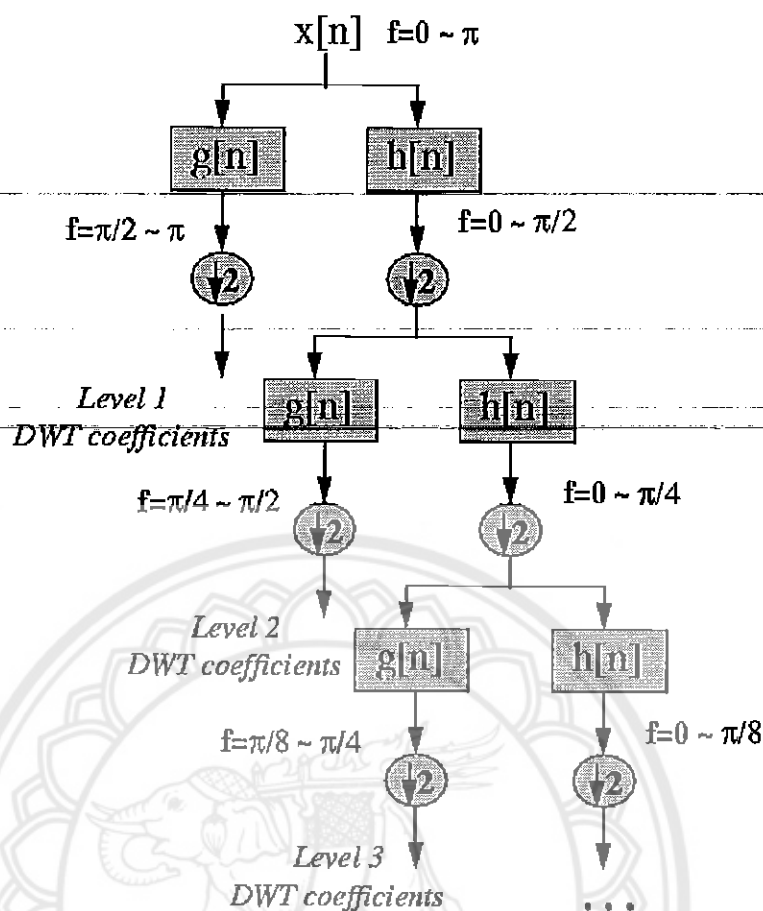 x[n] f=0 ~ π
g[n] h[n]
f=π/2 ~ π f=0 ~ π/2
2 2
Level 1
DWT coefficients
g[n] h[n]
f=π/4 ~ π/2 f=0 ~ π/4
2 2
Level 2
DWT coefficients
g[n] h[n]
f=π/8 ~ π/4 f=0 ~ π/8
2 2
Level 3
DWT coefficients
...